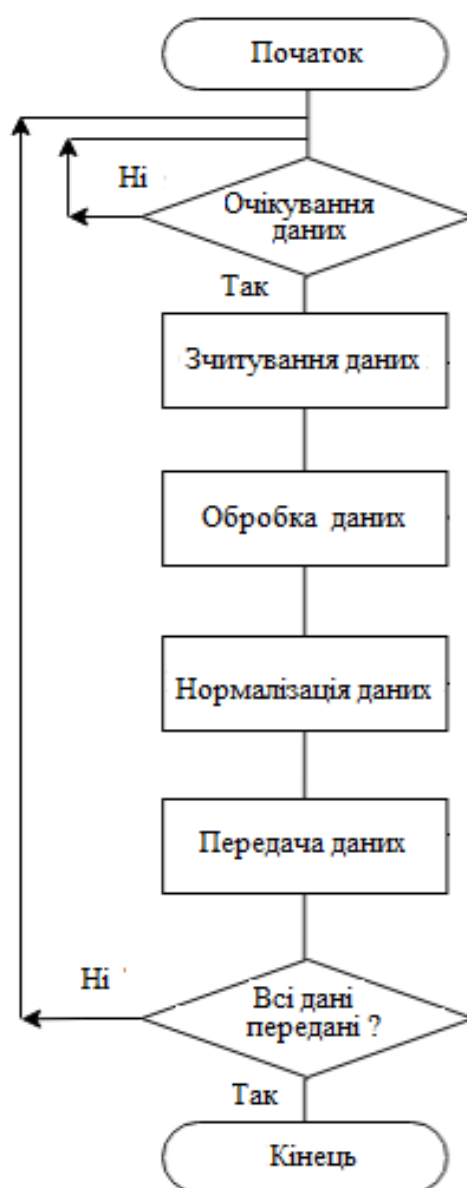 Початок
Ні
Очікування
даних
Так
Зчитування даних
Обробка даних
Нормалізація даних
Передача даних
Ні
Всі дані
передані ?
Так
Кінець